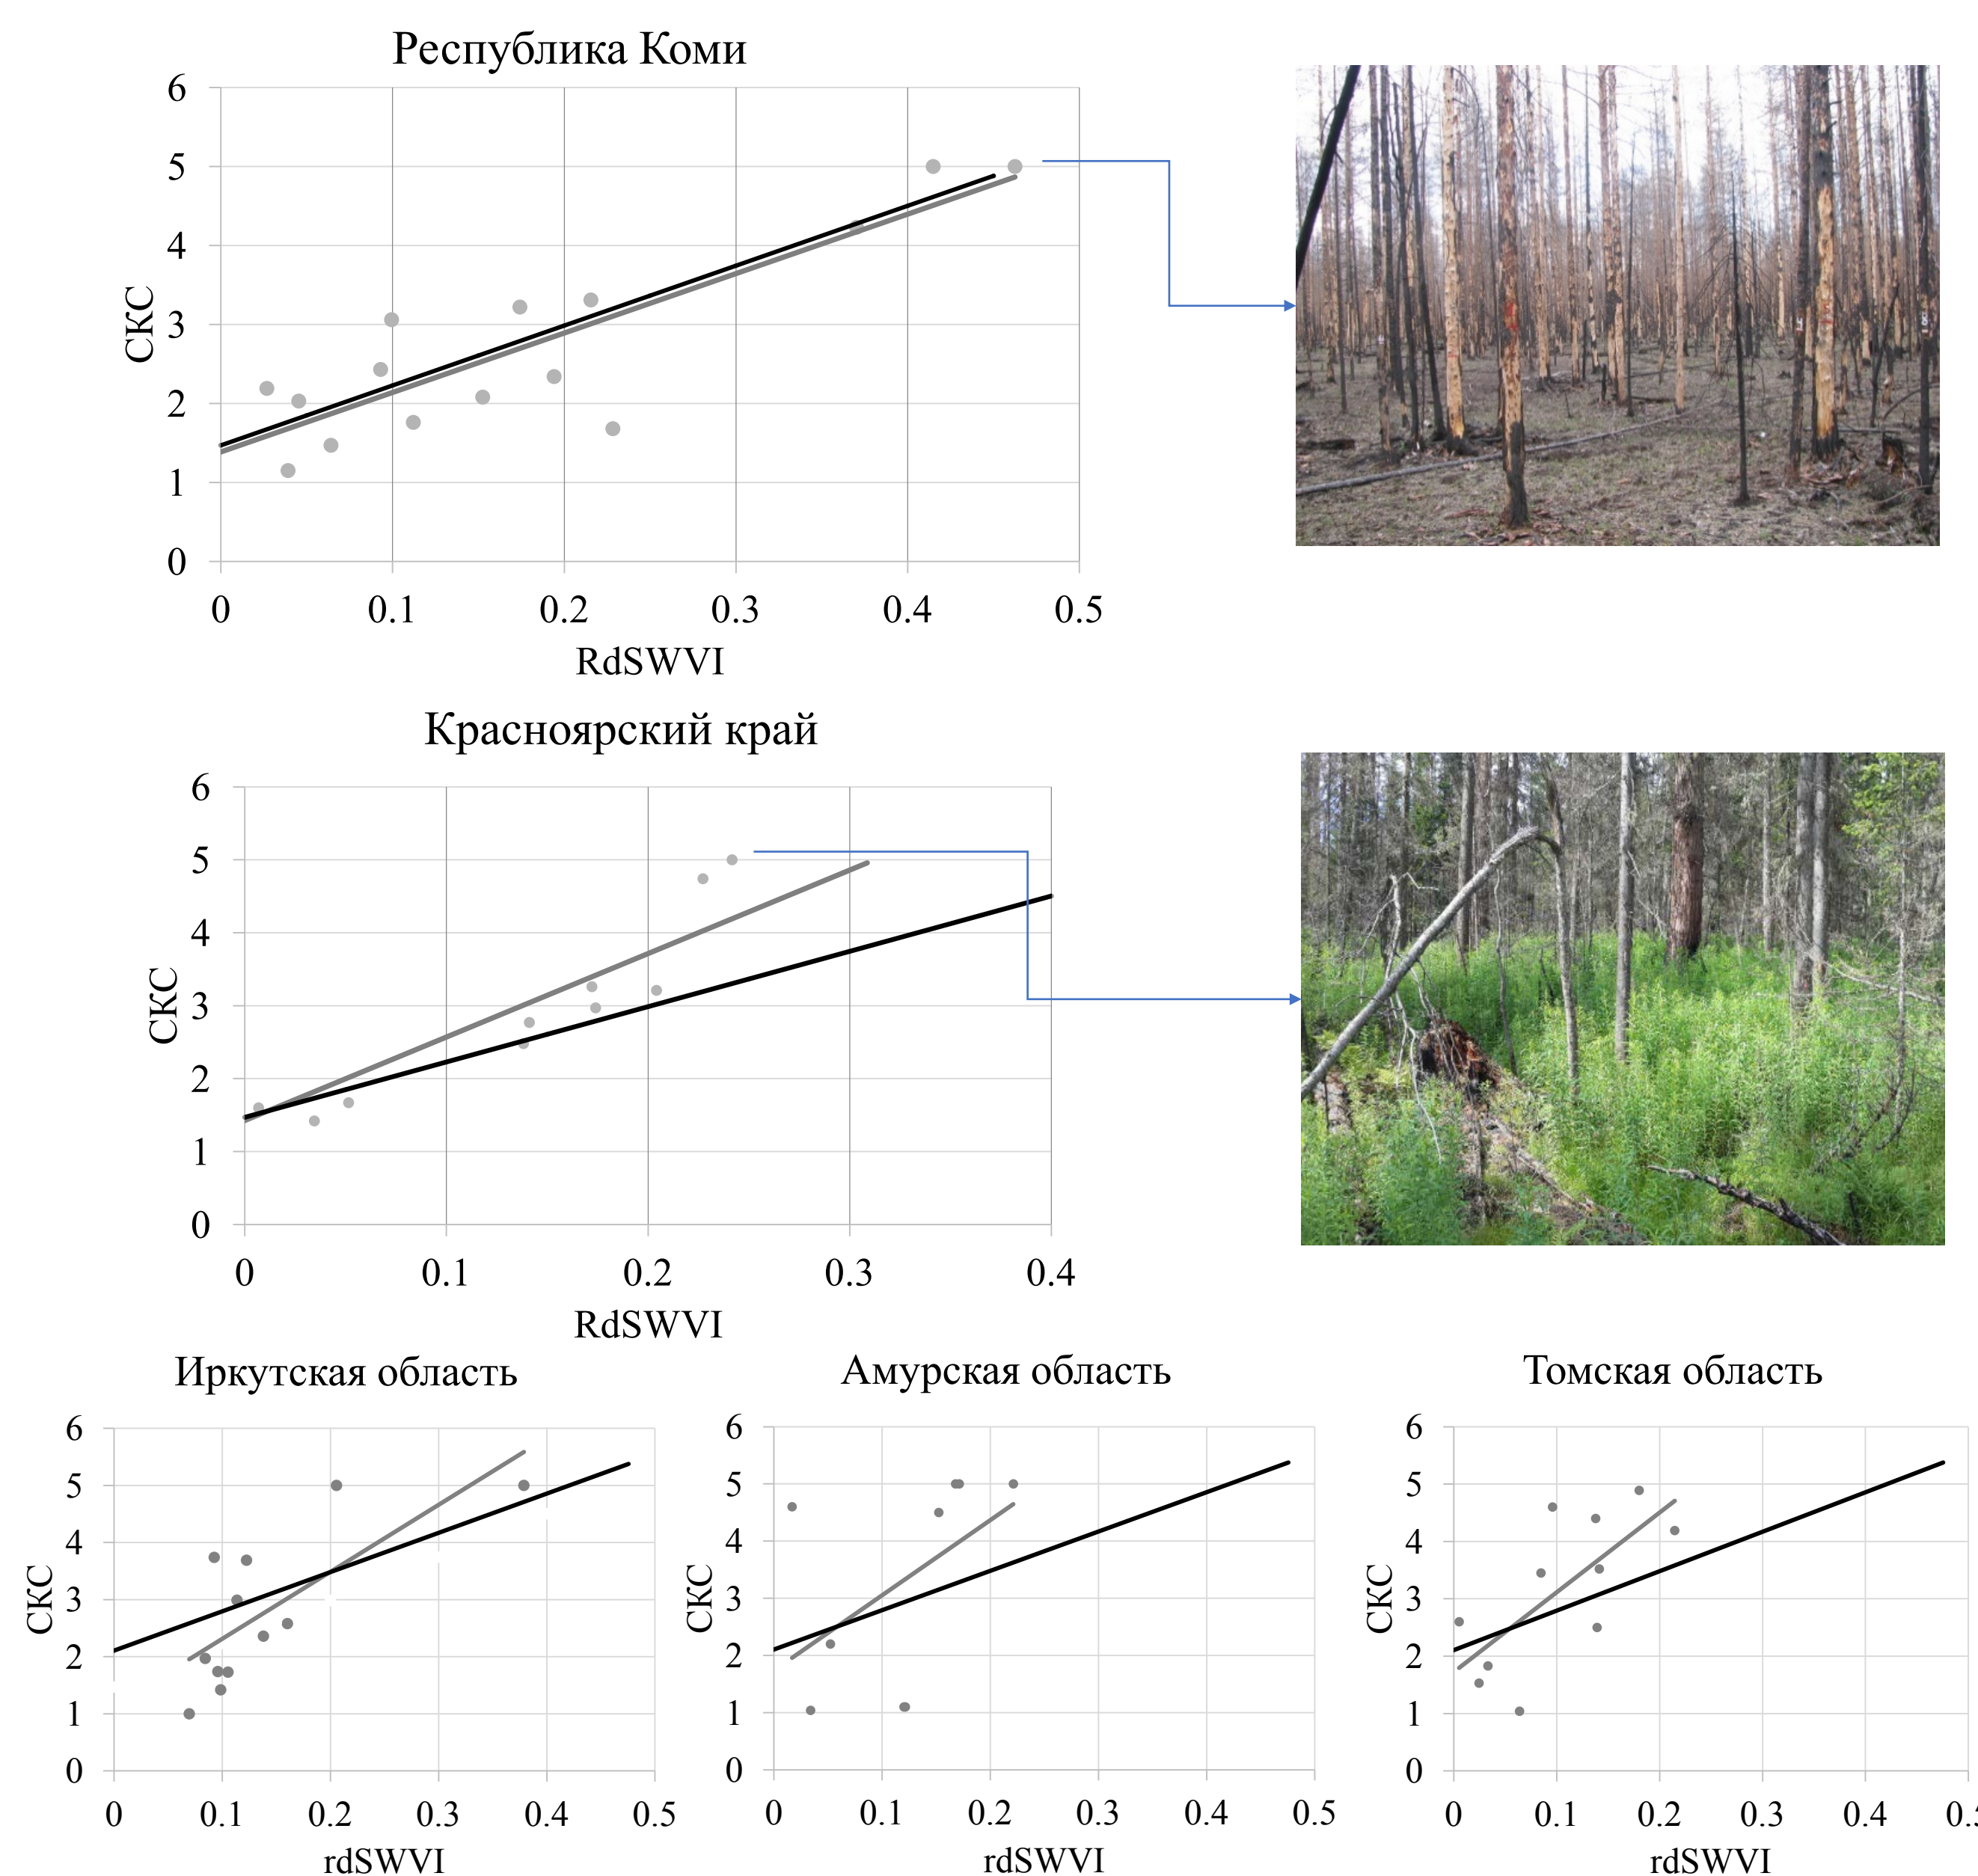 Республика Коми
6
5
4
3
2
1
0
СКС
0 0.1 0.2 0.3 0.4 0.5
RdSWVI
Красноярский край
6
5
4
3
2
1
0
СКС
0 0.1 0.2 0.3 0.4
RdSWVI
Иркутская область
6
5
4
3
2
1
0
СКС
0 0.1 0.2 0.3 0.4 0.5
rdSWVI
Амурская область
6
5
4
3
2
1
0
СКС
0 0.1 0.2 0.3 0.4 0.5
rdSWVI
Томская область
6
5
4
3
2
1
0
СКС
0 0.1 0.2 0.3 0.4
rdSWVI